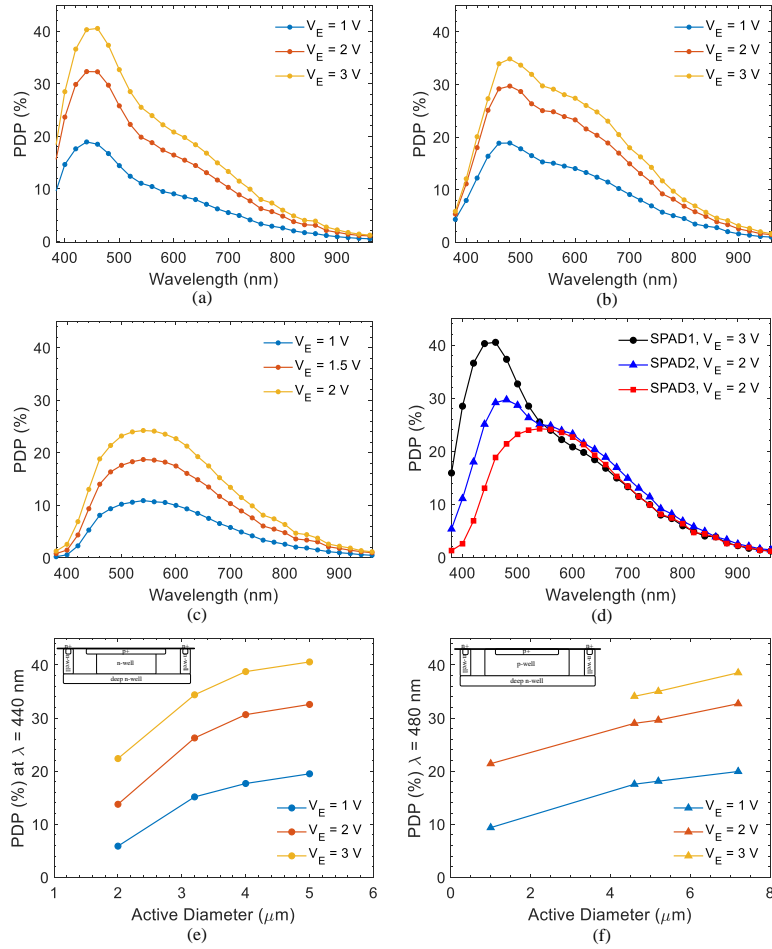 40
30
20
10
0
PDP (%)
V_E = 1 V
V_E = 2 V
V_E = 3 V
400 500 600 700 800 900
Wavelength (nm)
(a)
40
30
20
10
0
PDP (%)
V_E = 1 V
V_E = 2 V
V_E = 3 V
400 500 600 700 800 900
Wavelength (nm)
(b)
40
30
20
10
0
PDP (%)
V_E = 1 V
V_E = 1.5 V
V_E = 2 V
400 500 600 700 800 900
Wavelength (nm)
(c)
40
30
20
10
0
PDP (%)
SPAD1, V_E = 3 V
SPAD2, V_E = 2 V
SPAD3, V_E = 2 V
400 500 600 700 800 900
Wavelength (nm)
(d)
40
30
20
10
0
PDP (%) at λ = 440 nm
p+
n-well
deep n-well
V_E = 1 V
V_E = 2 V
V_E = 3 V
1 2 3 4 5 6
Active Diameter (μm)
(e)
40
30
20
10
0
PDP (%) λ = 480 nm
p+
p-well
deep n-well
V_E = 1 V
V_E = 2 V
V_E = 3 V
0 2 4 6 8
Active Diameter (μm)
(f)